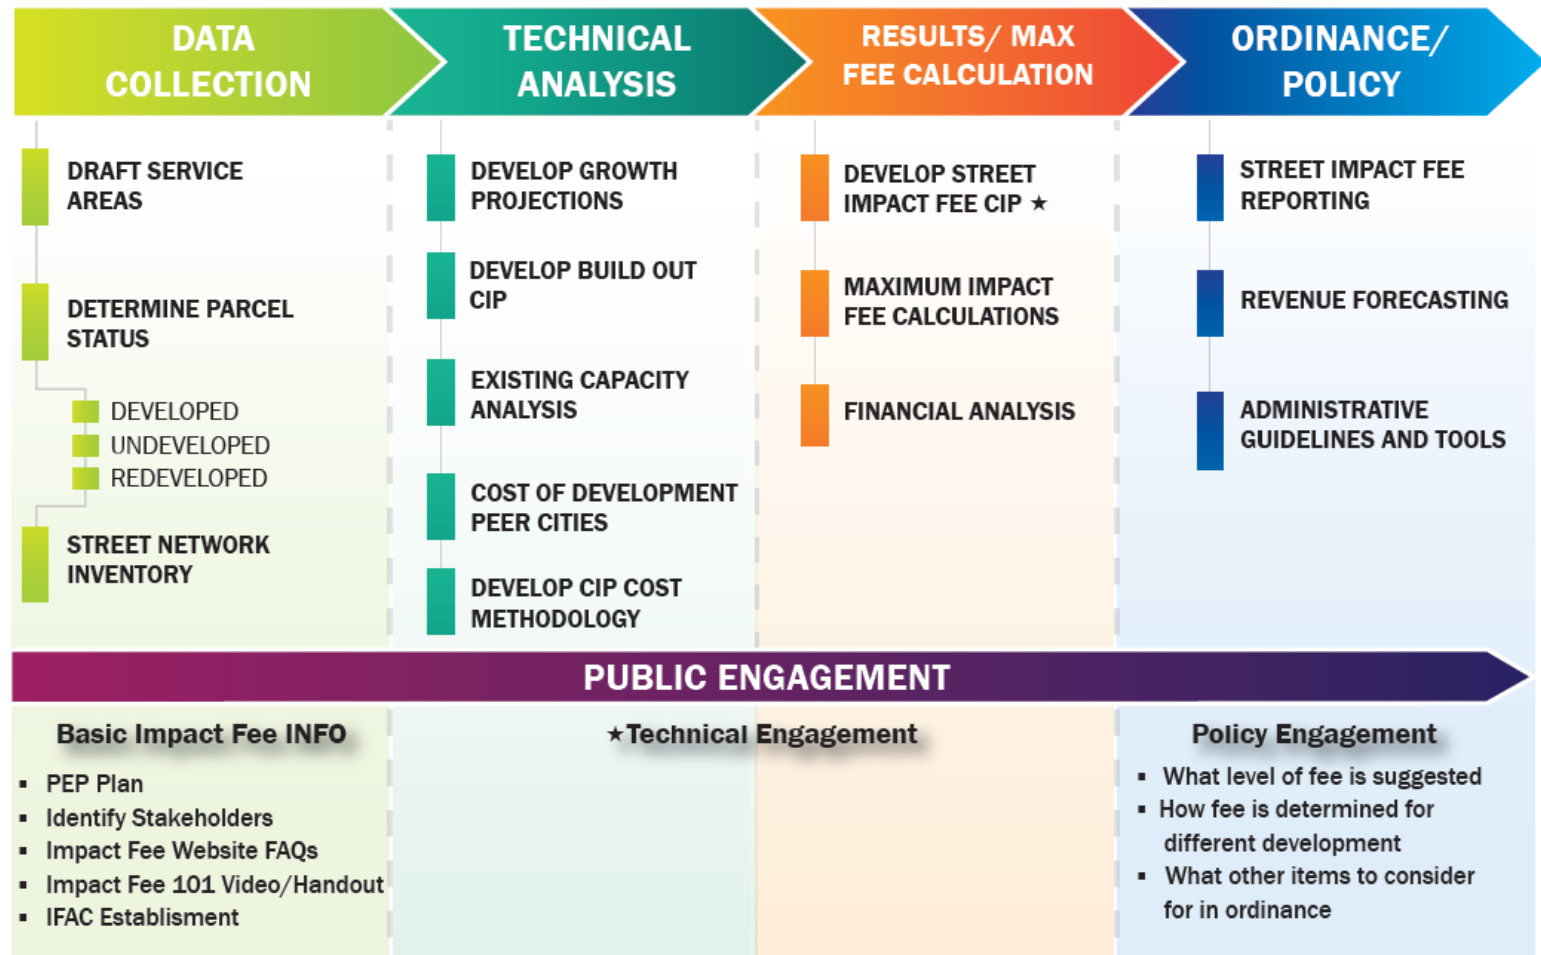 DATA
COLLECTION
TECHNICAL
ANALYSIS
RESULTS/ MAX
FEE CALCULATION
ORDINANCE/
POLICY
DRAFT SERVICE
AREAS
DETERMINE PARCEL
STATUS
DEVELOPED
UNDEVELOPED
REDEVELOPED
STREET NETWORK
INVENTORY
DEVELOP GROWTH
PROJECTIONS
DEVELOP BUILD OUT
CIP
EXISTING CAPACITY
ANALYSIS
COST OF DEVELOPMENT
PEER CITIES
DEVELOP CIP COST
METHODOLOGY
DEVELOP STREET
IMPACT FEE CIP ★
MAXIMUM IMPACT
FEE CALCULATIONS
FINANCIAL ANALYSIS
STREET IMPACT FEE
REPORTING
REVENUE FORECASTING
ADMINISTRATIVE
GUIDELINES AND TOOLS
PUBLIC ENGAGEMENT
Basic Impact Fee INFO
▪ PEP Plan
▪ Identify Stakeholders
▪ Impact Fee Website FAQs
▪ Impact Fee 101 Video/Handout
▪ IFAC Establisment
★Technical Engagement
Policy Engagement
▪ What level of fee is suggested
▪ How fee is determined for
different development
▪ What other items to consider
for in ordinance